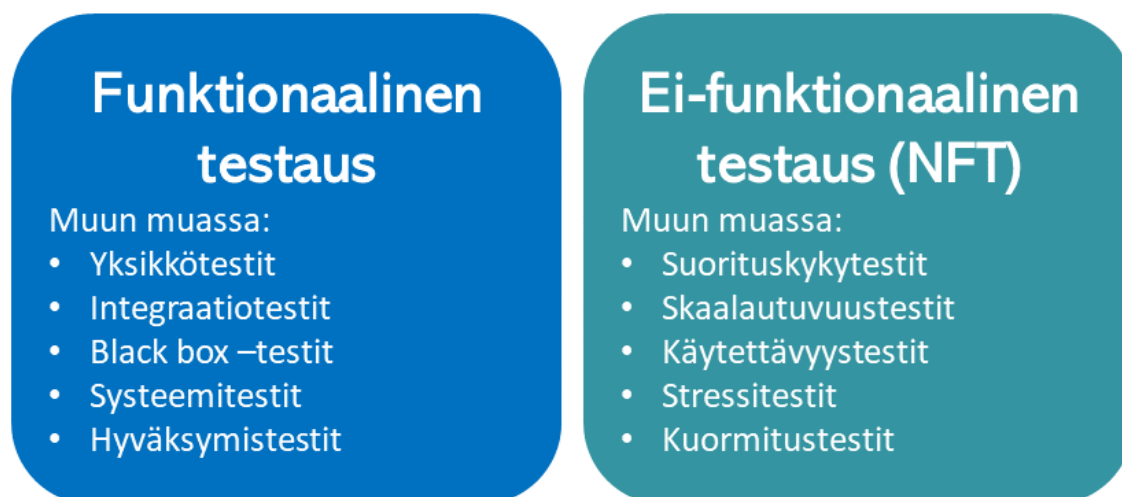 Funktionaalinen
testaus
Muun muassa:
• Yksikkötestit
• Integraatiotestit
• Black box –testit
• Systeemitestit
• Hyväksymistestit
Ei-funktionaalinen
testaus (NFT)
Muun muassa:
• Suorituskykytestit
• Skaalautuvuustestit
• Käytettävyystestit
• Stressitestit
• Kuormitustestit